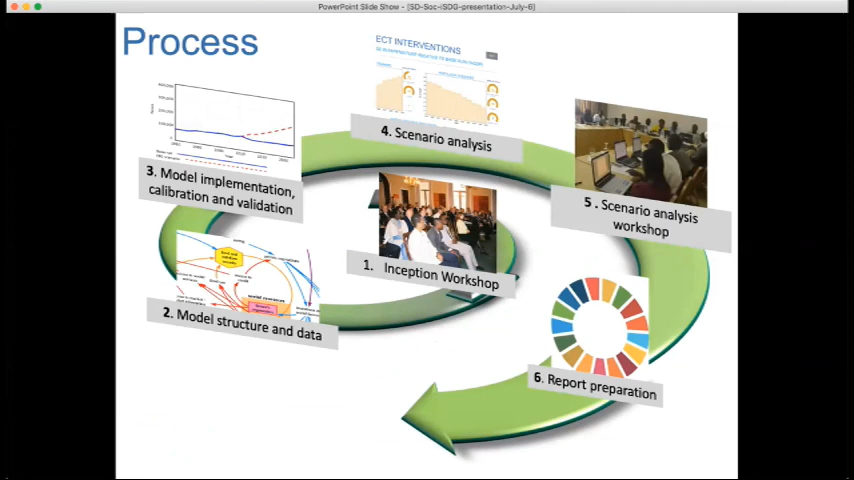 PowerPoint Slide Show - [SD-Soc-iSDG-presentation-July-6]
Process
ECT INTERVENTIONS
4. Scenario analysis
3. Model implementation,
calibration and validation
5 . Scenario analysis
workshop
1. Inception Workshop
2. Model structure and data
6. Report preparation